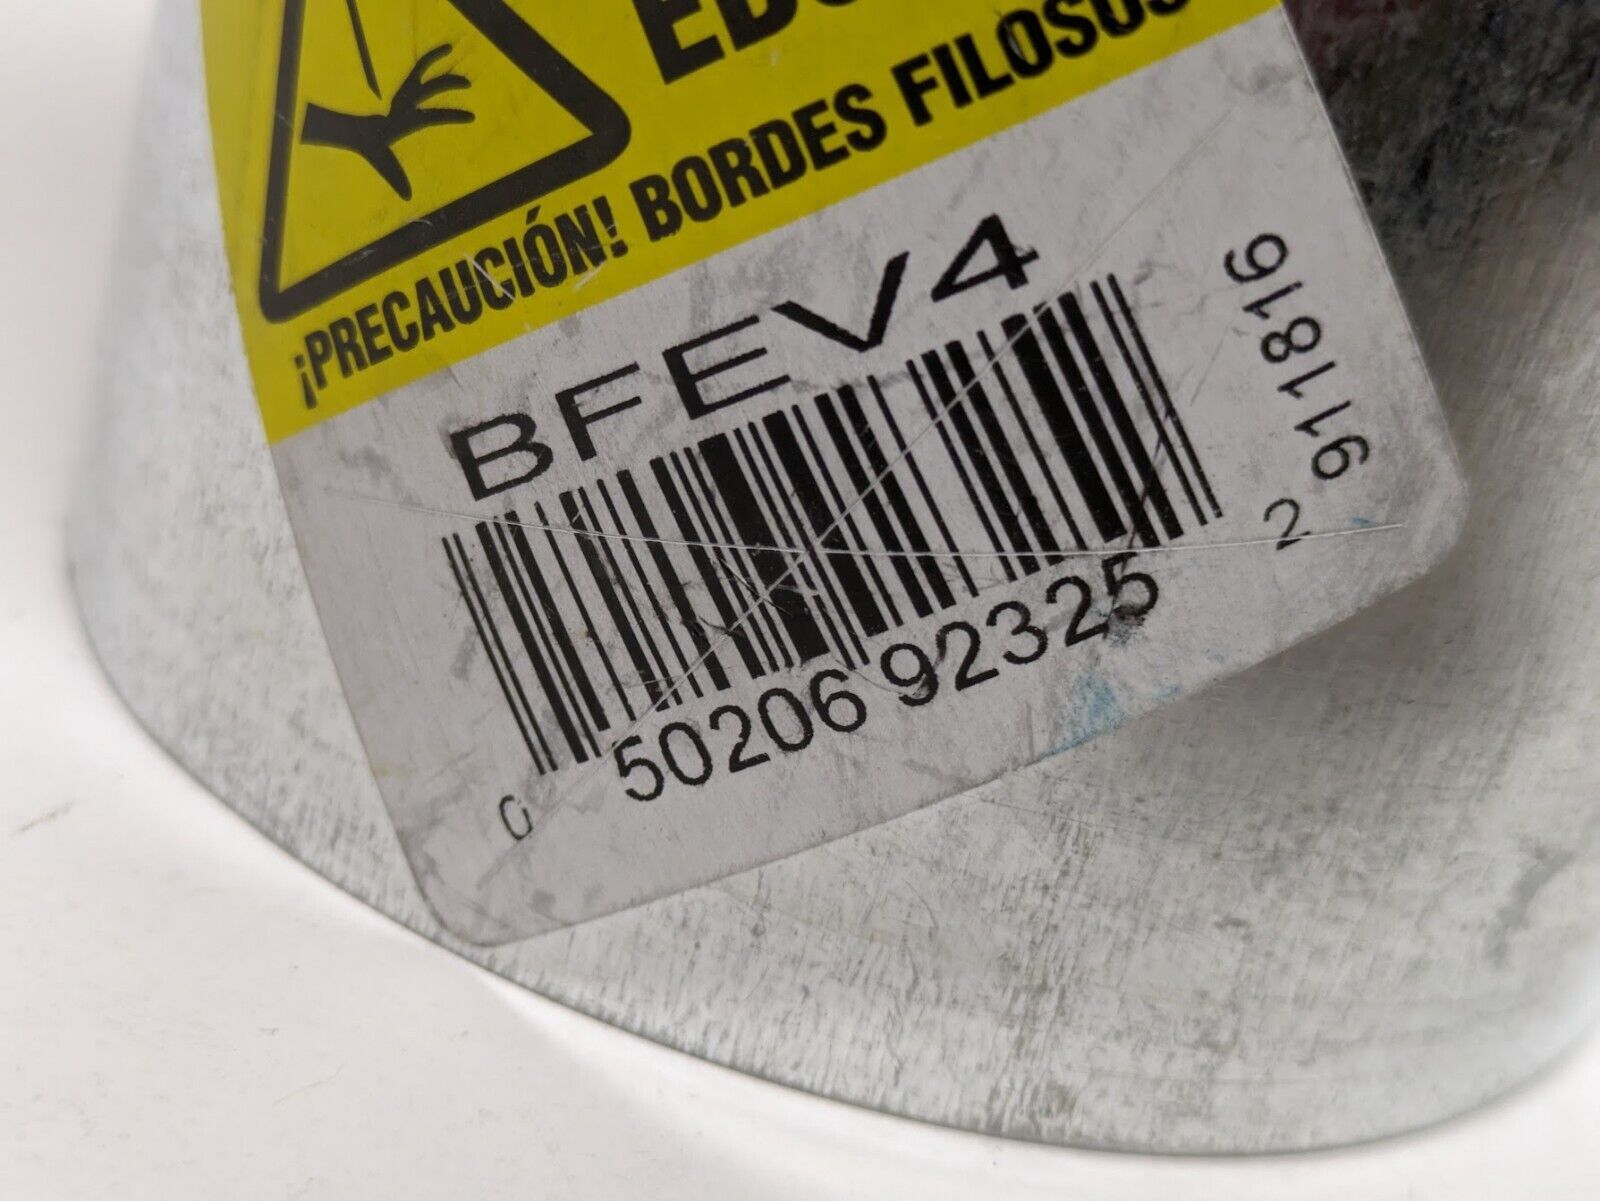 ¡PRECAUCIÓN! BORDES FILOSOS
BFEV4
0 50206 92325 2
911816